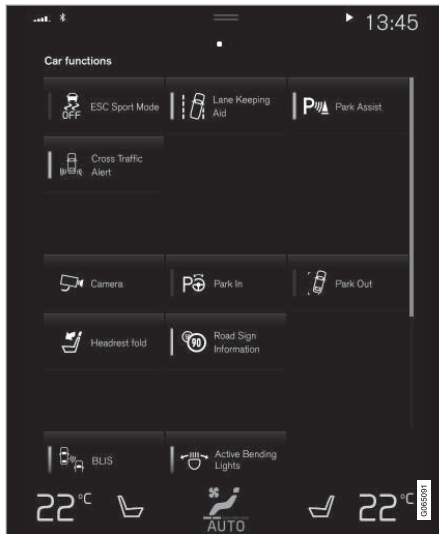 13:45
Car functions
OFF
ESC Sport Mode
Lane Keeping
Aid
P
Park Assist
Cross Traffic
Alert
Camera
P
Park In
Park Out
Headrest fold
90
Road Sign
Information
BLIS
Active Bending
Lights
22°C
AUTO
22°C
G065091